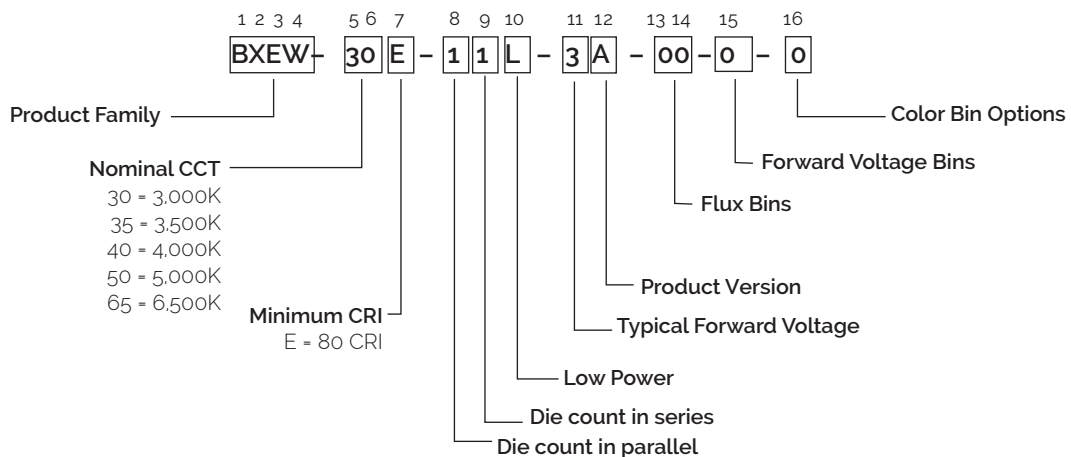 1 2 3 4 5 6 7 8 9 10 11 12 13 14 15 16
BXEW – 30 E – 1 1 L – 3 A – 00 – 0 – 0
Product Family
Color Bin Options
Nominal CCT
30 = 3,000K
35 = 3,500K
40 = 4,000K
50 = 5,000K
65 = 6,500K
Forward Voltage Bins
Flux Bins
Minimum CRI
E = 80 CRI
Product Version
Typical Forward Voltage
Low Power
Die count in series
Die count in parallel